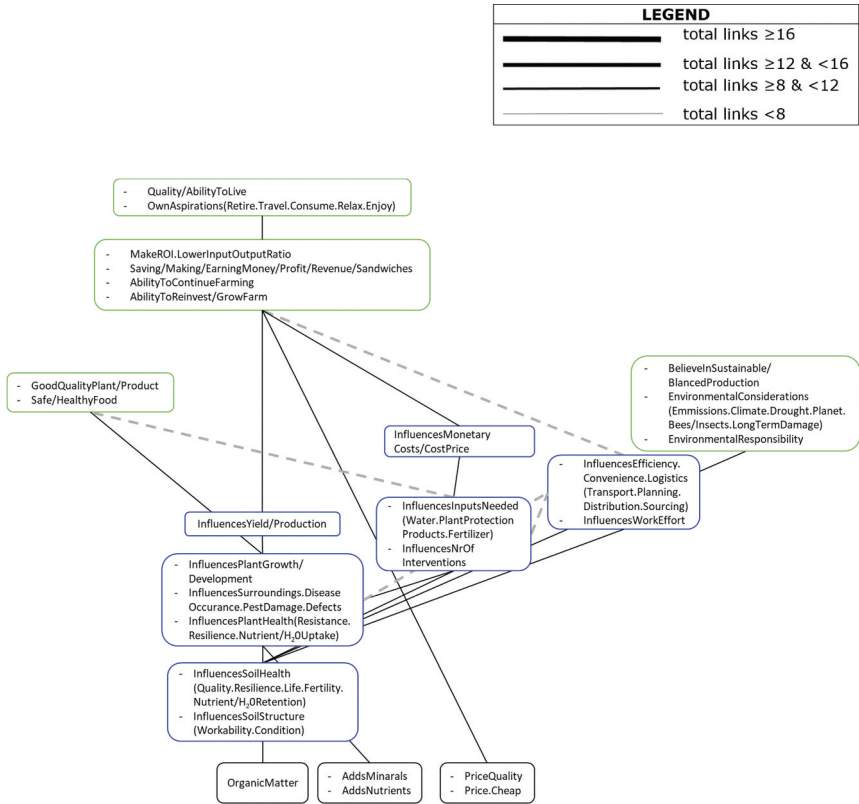 LEGEND
total links ≥16
total links ≥12 & <16
total links ≥8 & <12
total links <8
- Quality/AbilityToLive
- OwnAspirations(Retire.Travel.Consume.Relax.Enjoy)
- MakeROI.LowerInputOutputRatio
- Saving/Making/EarningMoney/Profit/Revenue/Sandwiches
- AbilityToContinueFarming
- AbilityToReinvest/GrowFarm
- GoodQualityPlant/Product
- Safe/HealthyFood
- BelieveInSustainable/
BlancedProduction
- EnvironmentalConsiderations
(Emmissions.Climate.Drought.Planet.
Bees/Insects.LongTermDamage)
- EnvironmentalResponsibility
InfluencesMonetary
Costs/CostPrice
- InfluencesEfficiency.
Convenience.Logistics
(Transport.Planning.
Distribution.Sourcing)
- InfluencesWorkEffort
- InfluencesInputsNeeded
(Water.PlantProtection
Products.Fertilizer)
- InfluencesNrOf
Interventions
InfluencesYield/Production
- InfluencesPlantGrowth/
Development
- InfluencesSurroundings.Disease
Occurance.PestDamage.Defects
- InfluencesPlantHealth(Resistance.
Resilience.Nutrient/H₂0Uptake)
- InfluencesSoilHealth
(Quality.Resilience.Life.Fertility.
Nutrient/H₂0Retention)
- InfluencesSoilStructure
(Workability.Condition)
OrganicMatter
- AddsMinarals
- AddsNutrients
- PriceQuality
- Price.Cheap